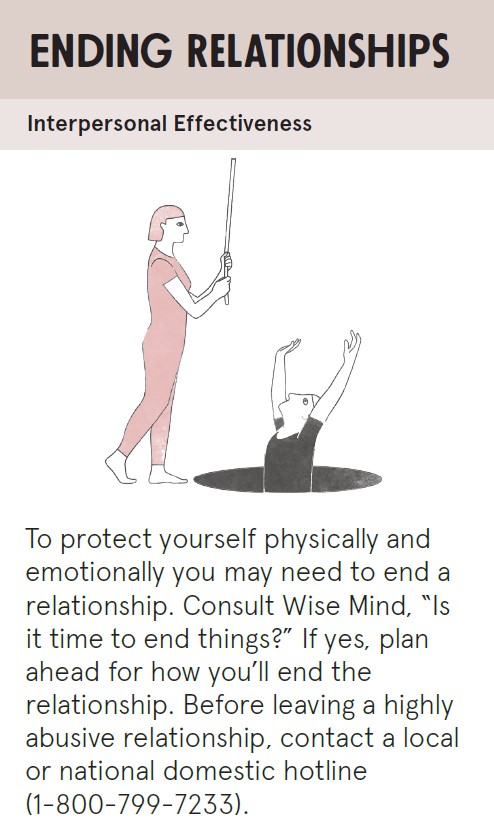 ENDING RELATIONSHIPS
Interpersonal Effectiveness
To protect yourself physically and
emotionally you may need to end a
relationship. Consult Wise Mind, “Is
it time to end things?” If yes, plan
ahead for how you’ll end the
relationship. Before leaving a highly
abusive relationship, contact a local
or national domestic hotline
(1-800-799-7233).